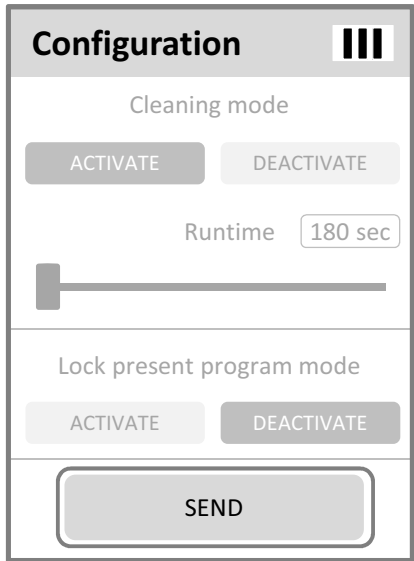 Configuration
Cleaning mode
ACTIVATE DEACTIVATE
Runtime 180 sec
Lock present program mode
ACTIVATE DEACTIVATE
SEND